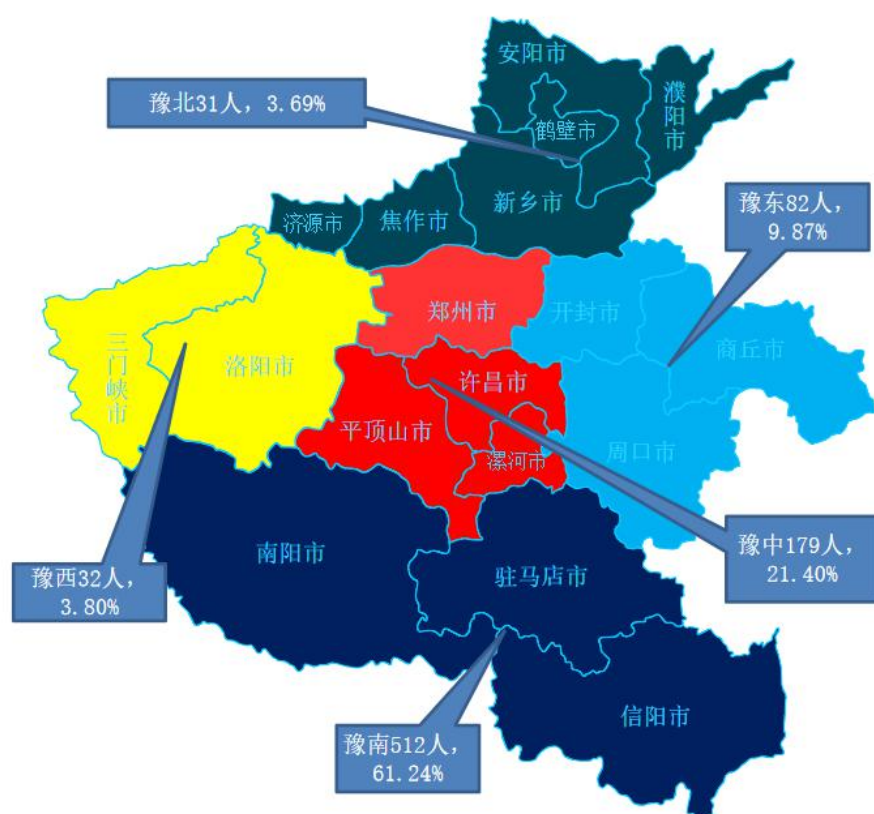 安阳市
濮阳市
豫北31人，3.69%
鹤壁市
新乡市
豫东82人，
9.87%
济源市
焦作市
郑州市
开封市
商丘市
三门峡市
洛阳市
许昌市
平顶山市
漯河市
周口市
豫中179人，
21.40%
南阳市
驻马店市
豫西32人，
3.80%
信阳市
豫南512人，
61.24%